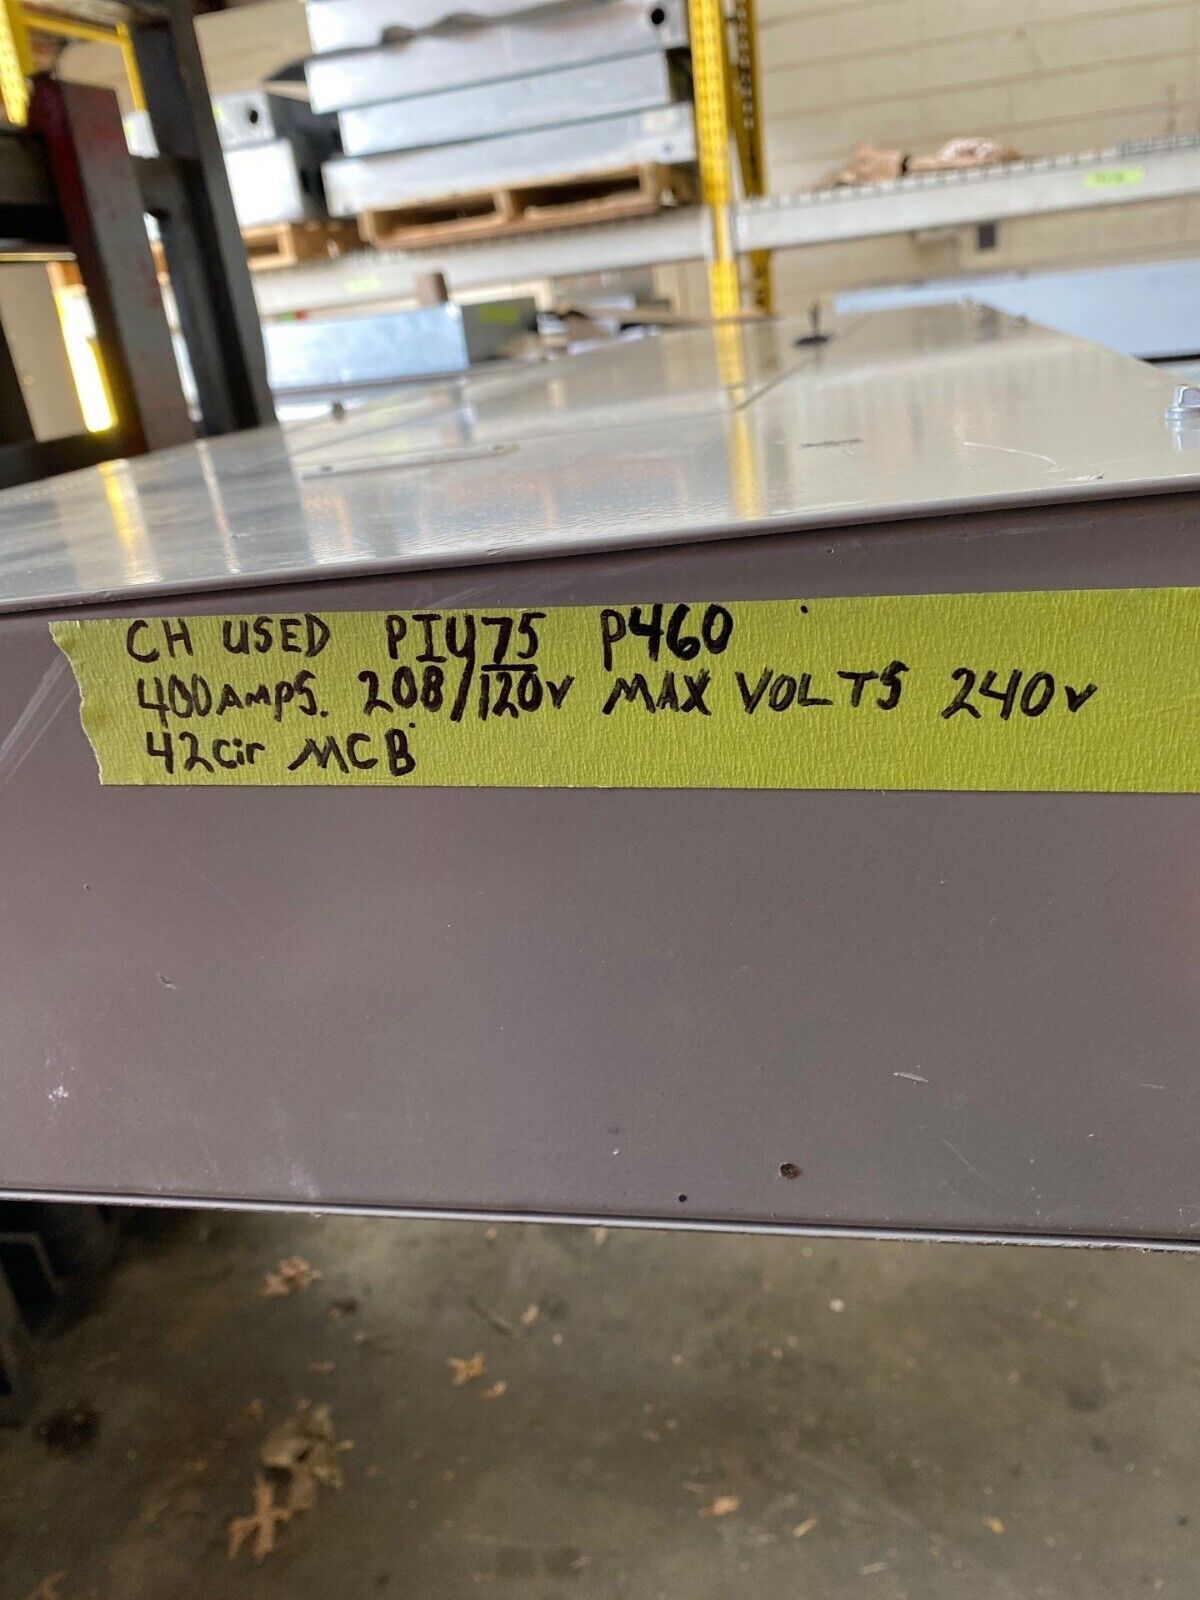 CH USED PI475 P460
400AMPS. 208/120V MAX VOLTS 240V
42cir MCB